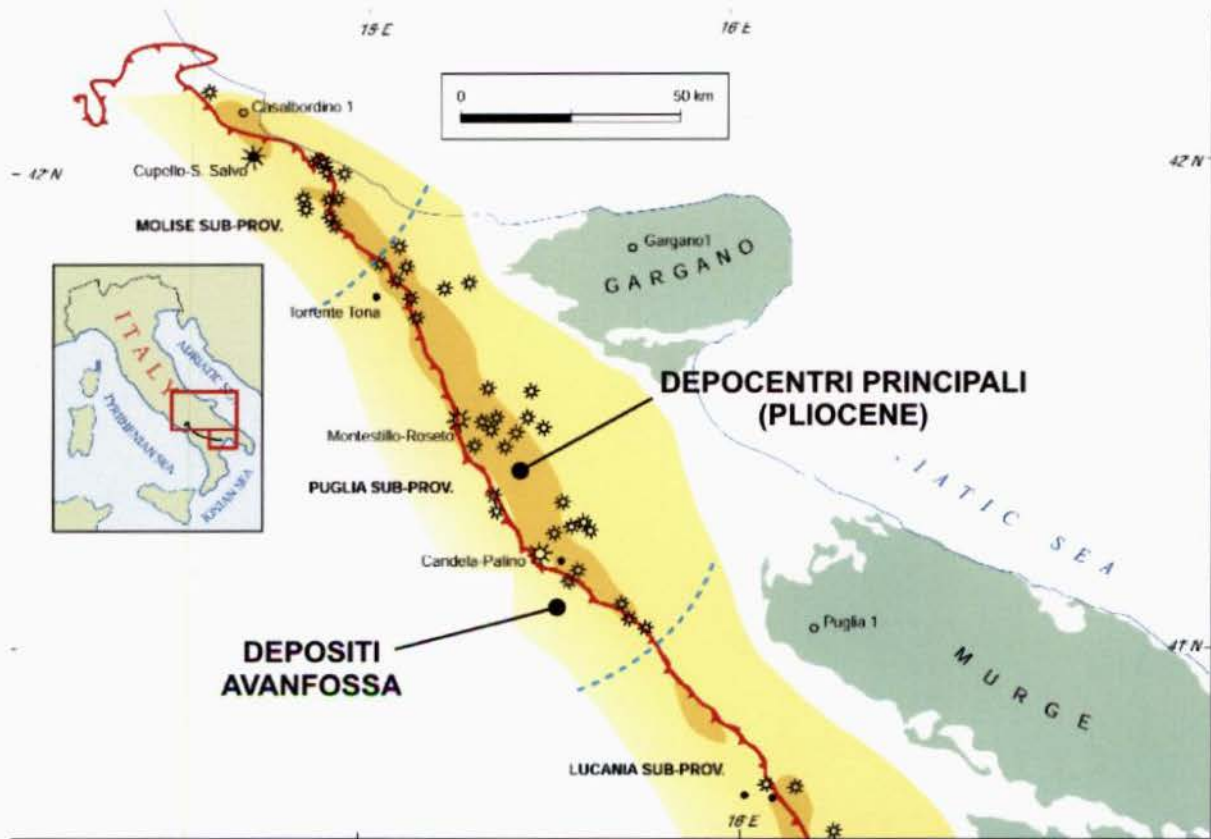 15 E
16 E
0
50 km
Casalbordino 1
42 N
42 N
Cupello-S. Salvo
MOLISE SUB-PROV.
Gargano1
GARGANO
Torrente Tona
ITALY
ADRIATIC SEA
TYRRHENIAN SEA
IONIAN SEA
DEPOCENTRI PRINCIPALI
(PLIOCENE)
Montestillo-Roseto
PUGLIA SUB-PROV.
IATIC SEA
Candela-Palino
Puglia 1
41 N
DEPOSITI
AVANFOSSA
MURGE
LUCANIA SUB-PROV.
16 E